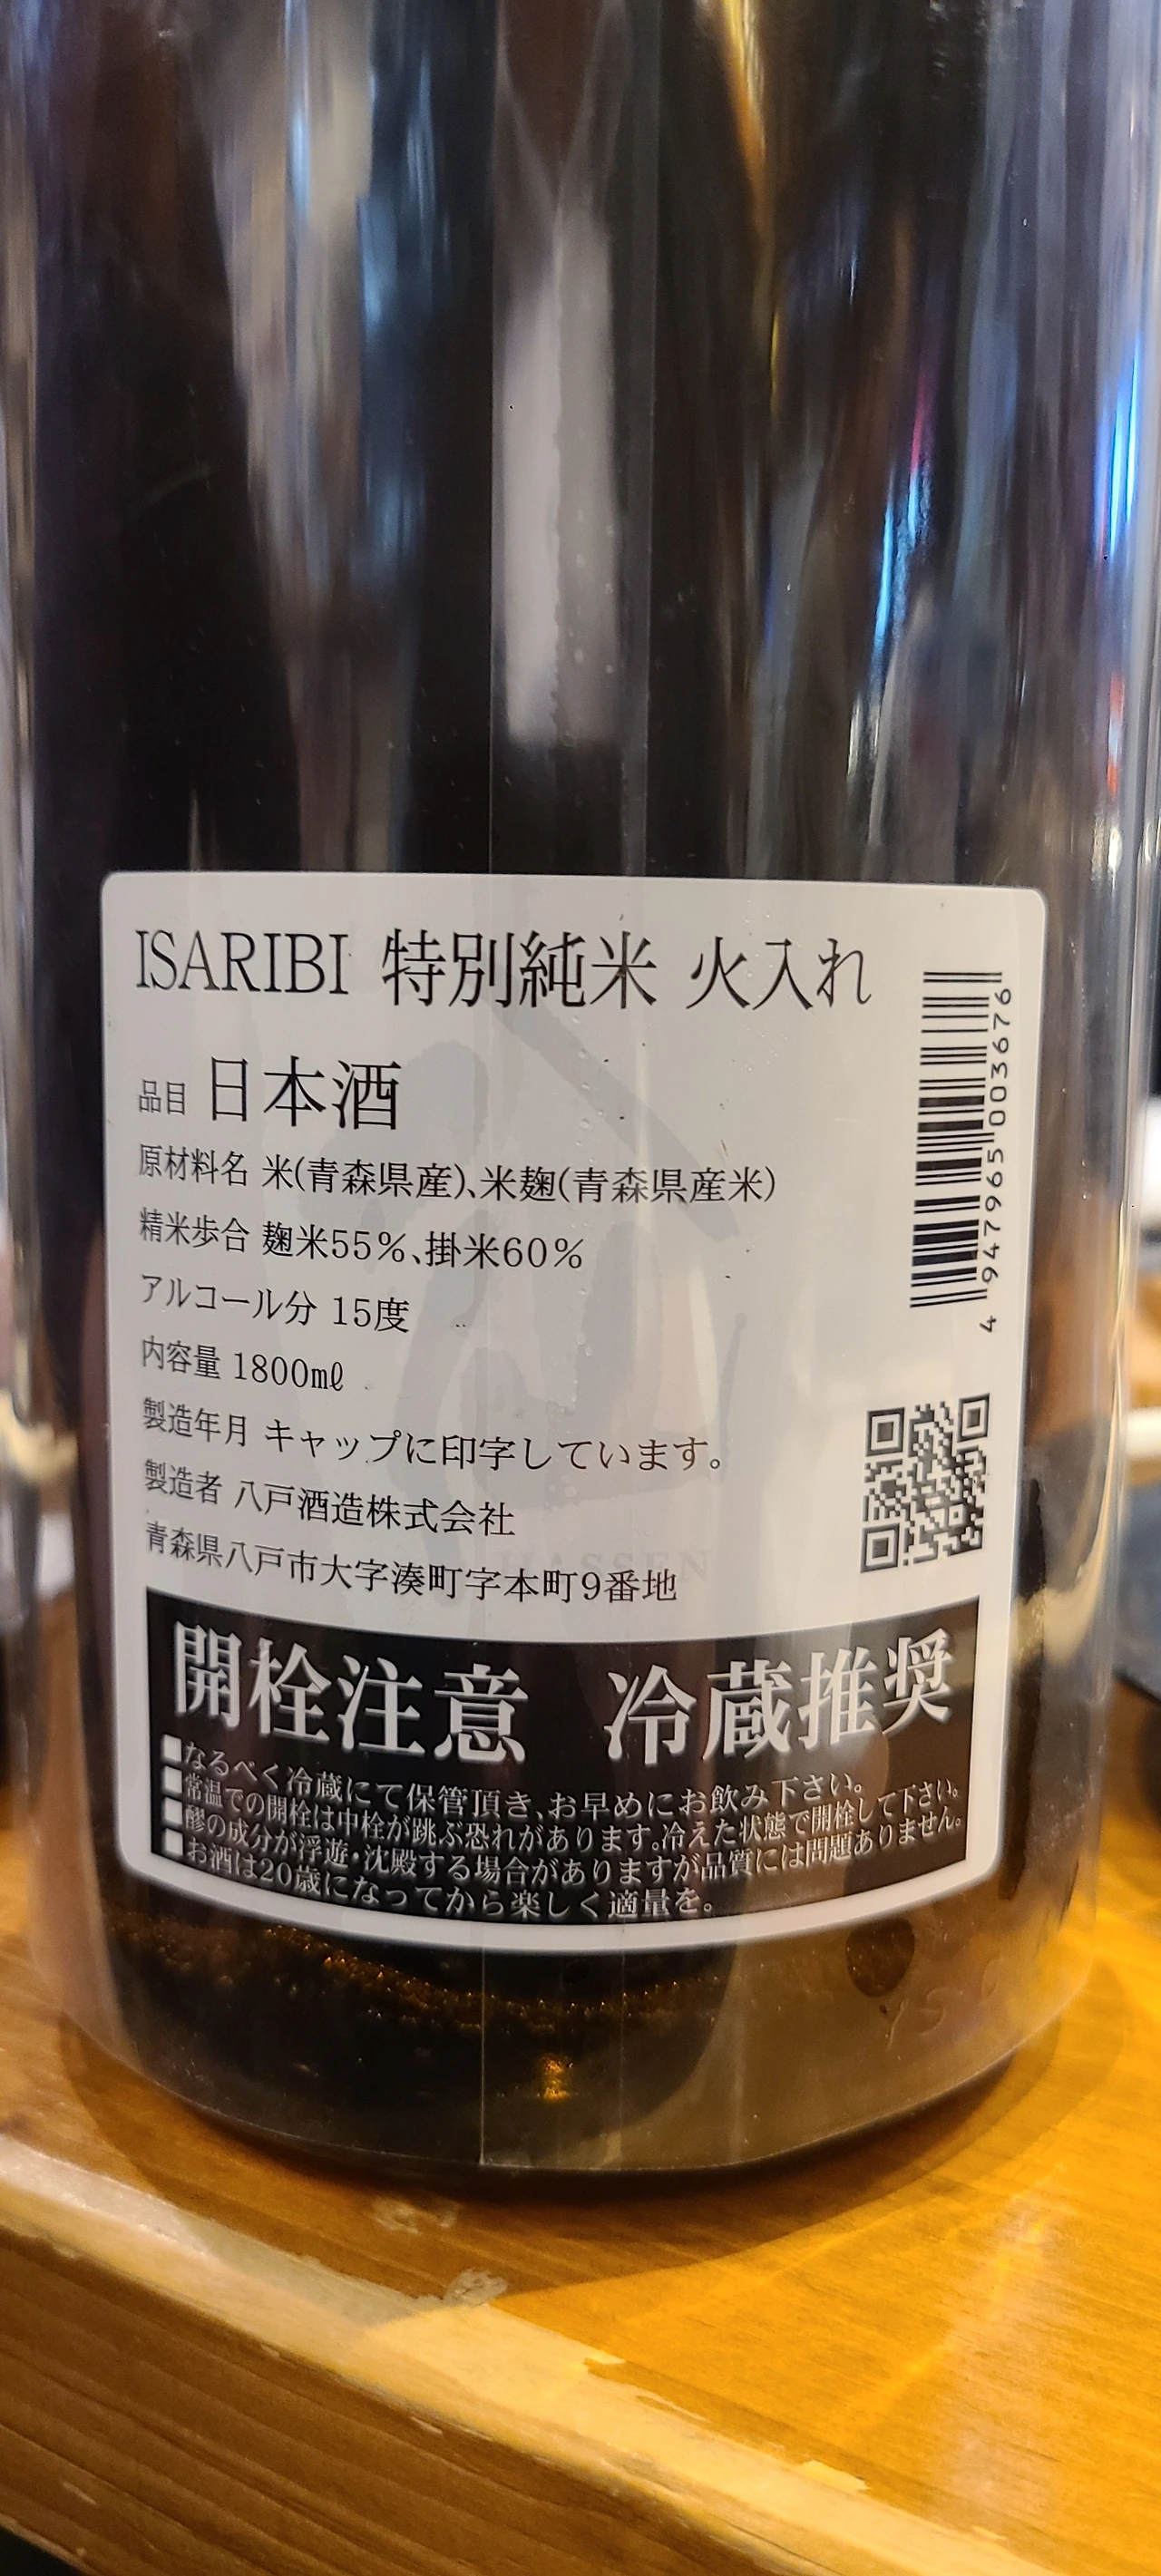 ISARIBI 特別純米 火入れ
品目 日本酒
原材料名 米(青森県産)、米麹(青森県産米)
精米歩合 麹米55%、掛米60%
アルコール分 15度
内容量 1800mℓ
製造年月 キャップに印字しています。
製造者 八戸酒造株式会社
青森県八戸市大字湊町字本町9番地
HASSEN
4 947965 003676
開栓注意 冷蔵推奨
■なるべく冷蔵にて保管頂き、お早めにお飲み下さい。
■常温での開栓は中栓が跳ぶ恐れがあります。冷えた状態で開栓して下さい。
■醪の成分が浮遊・沈殿する場合がありますが品質には問題ありません。
■お酒は20歳になってから楽しく適量を。